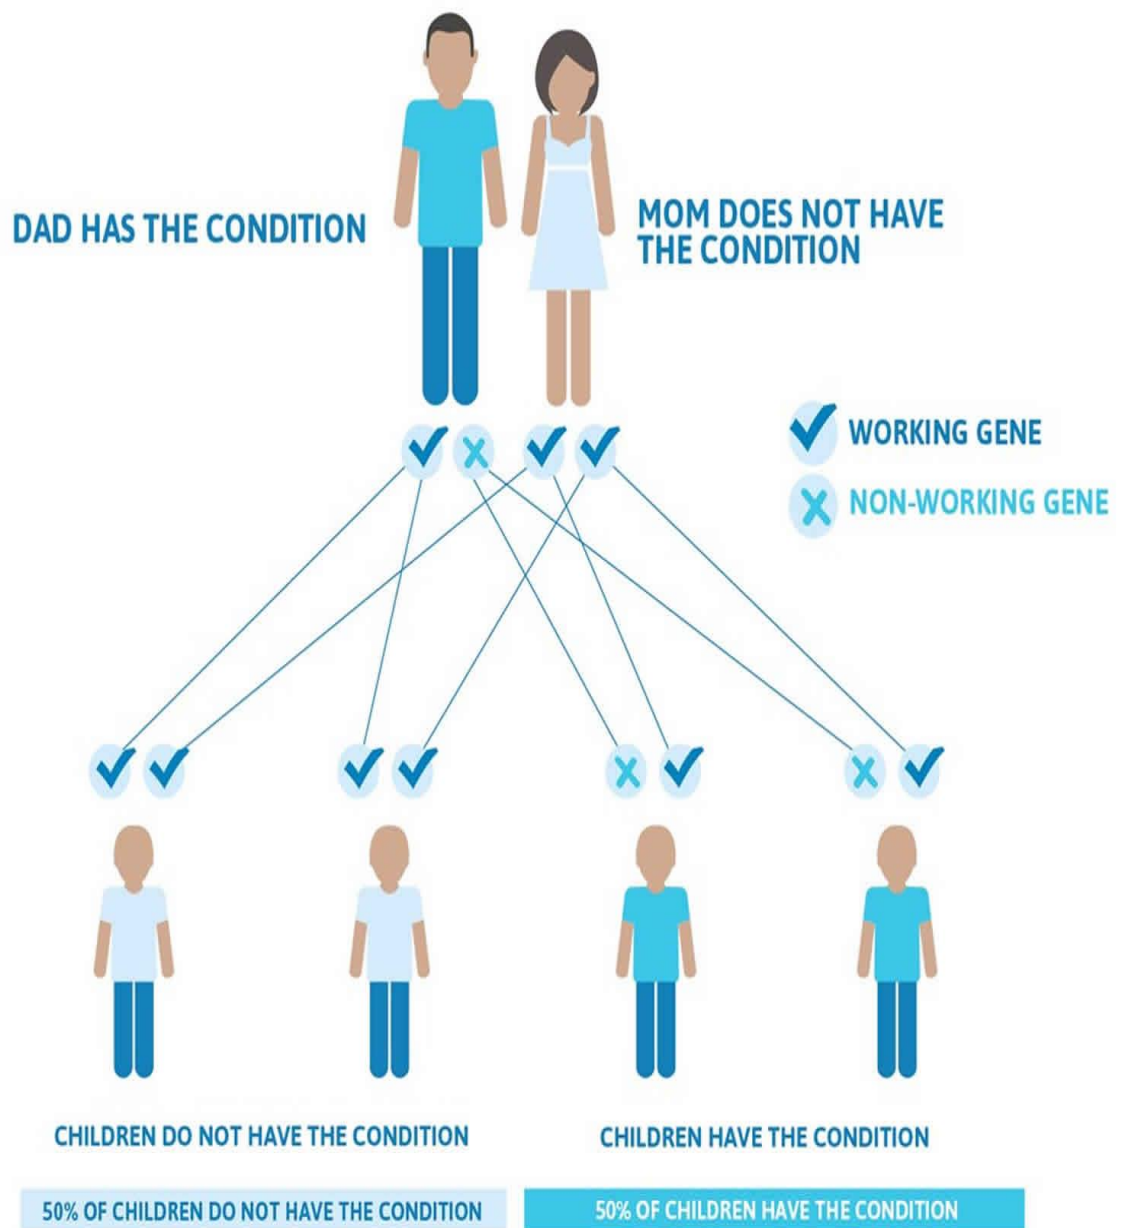 DAD HAS THE CONDITION
MOM DOES NOT HAVE
THE CONDITION
WORKING GENE
NON-WORKING GENE
CHILDREN DO NOT HAVE THE CONDITION
CHILDREN HAVE THE CONDITION
50% OF CHILDREN DO NOT HAVE THE CONDITION
50% OF CHILDREN HAVE THE CONDITION